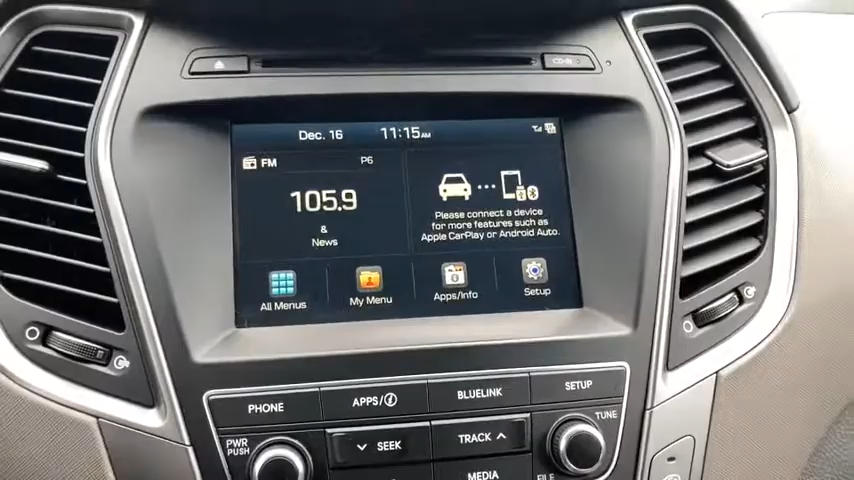 CD-IN
Dec. 16
11:15AM
FM
P6
105.9
&
News
Please connect a device
for more features such as
Apple CarPlay or Android Auto.
All Menus
My Menu
Apps/Info
Setup
PHONE
APPS/i
BLUELINK
SETUP
PWR
PUSH
SEEK
TRACK
TUNE
MEDIA
FILE